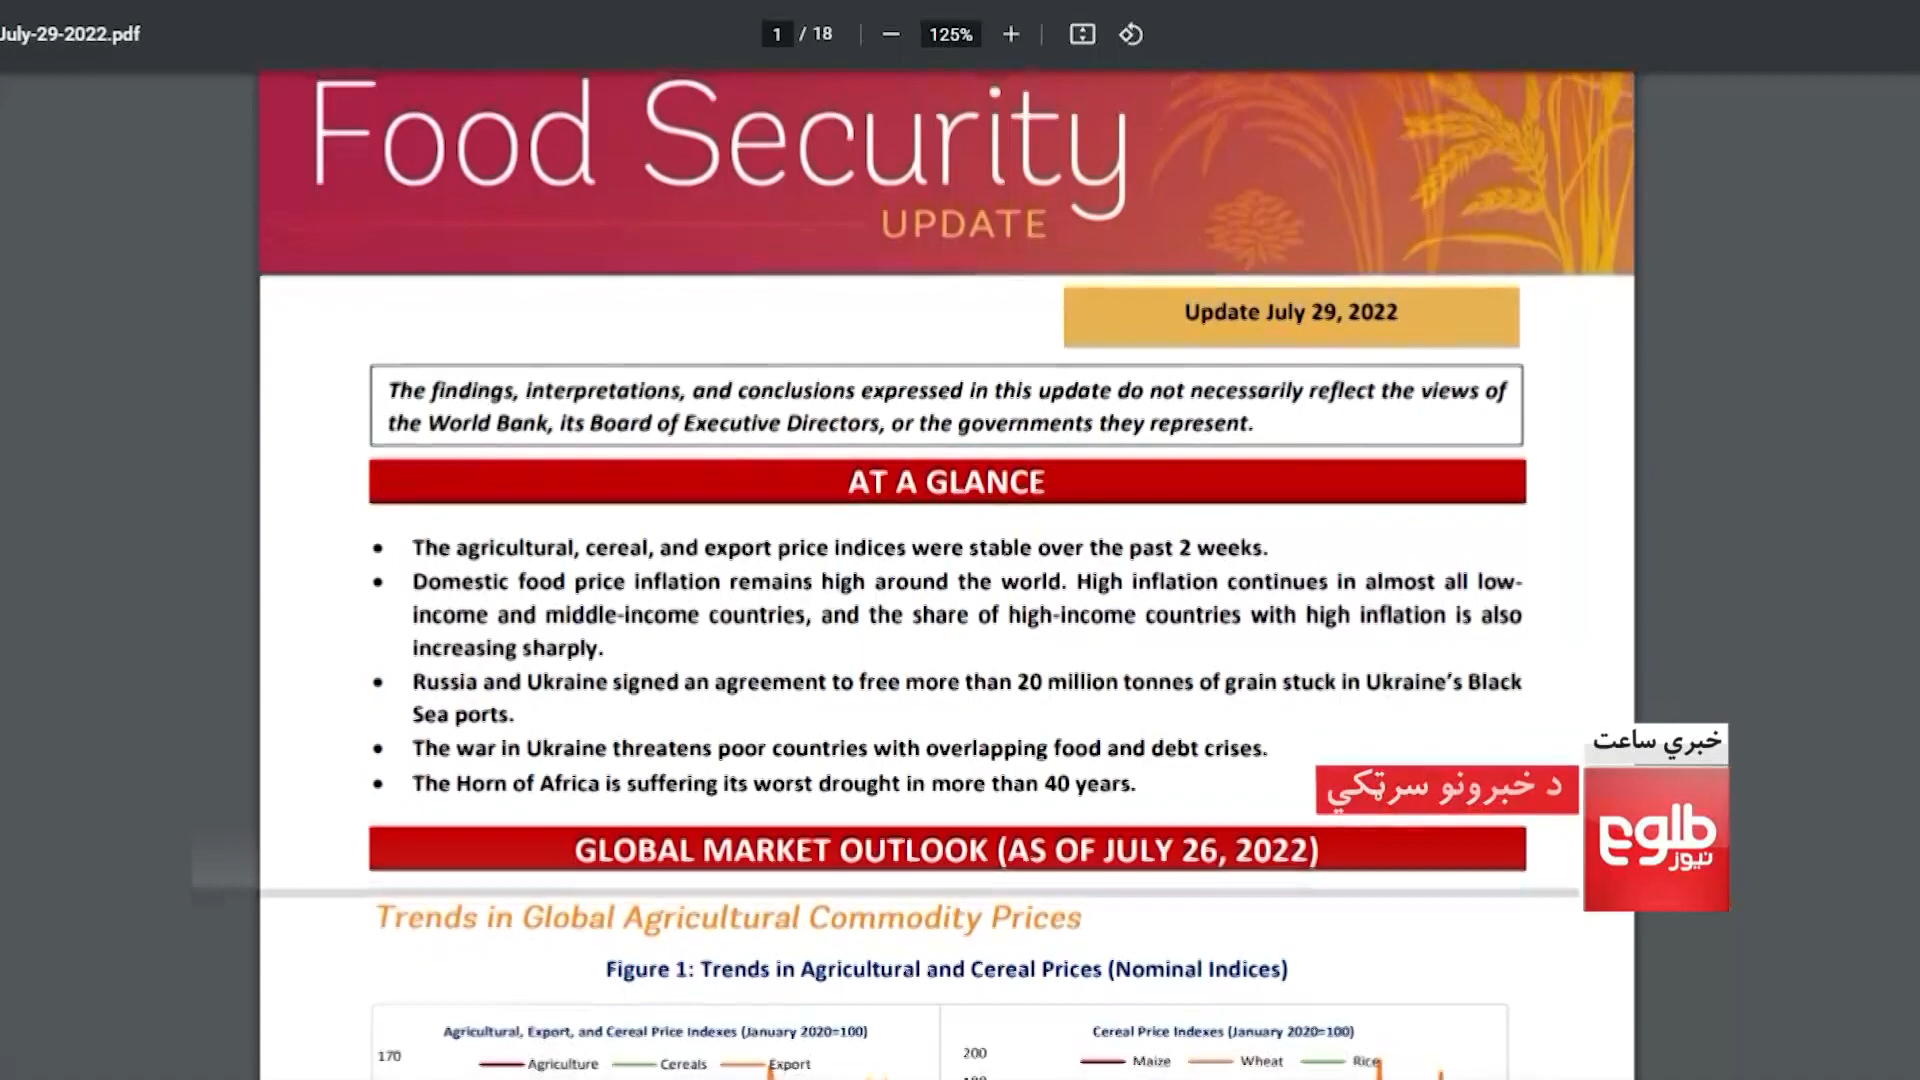 July-29-2022.pdf
1 / 18
125%
Food Security
UPDATE
Update July 29, 2022
The findings, interpretations, and conclusions expressed in this update do not necessarily reflect the views of
the World Bank, its Board of Executive Directors, or the governments they represent.
AT A GLANCE
• The agricultural, cereal, and export price indices were stable over the past 2 weeks.
• Domestic food price inflation remains high around the world. High inflation continues in almost all low-
income and middle-income countries, and the share of high-income countries with high inflation is also
increasing sharply.
• Russia and Ukraine signed an agreement to free more than 20 million tonnes of grain stuck in Ukraine’s Black
Sea ports.
• The war in Ukraine threatens poor countries with overlapping food and debt crises.
• The Horn of Africa is suffering its worst drought in more than 40 years.
خبري ساعت
د خبرونو سرټکي
طلوع
نیوز
GLOBAL MARKET OUTLOOK (AS OF JULY 26, 2022)
Trends in Global Agricultural Commodity Prices
Figure 1: Trends in Agricultural and Cereal Prices (Nominal Indices)
Agricultural, Export, and Cereal Price Indexes (January 2020=100)
170
Agriculture Cereals Export
Cereal Price Indexes (January 2020=100)
200
Maize Wheat Rice